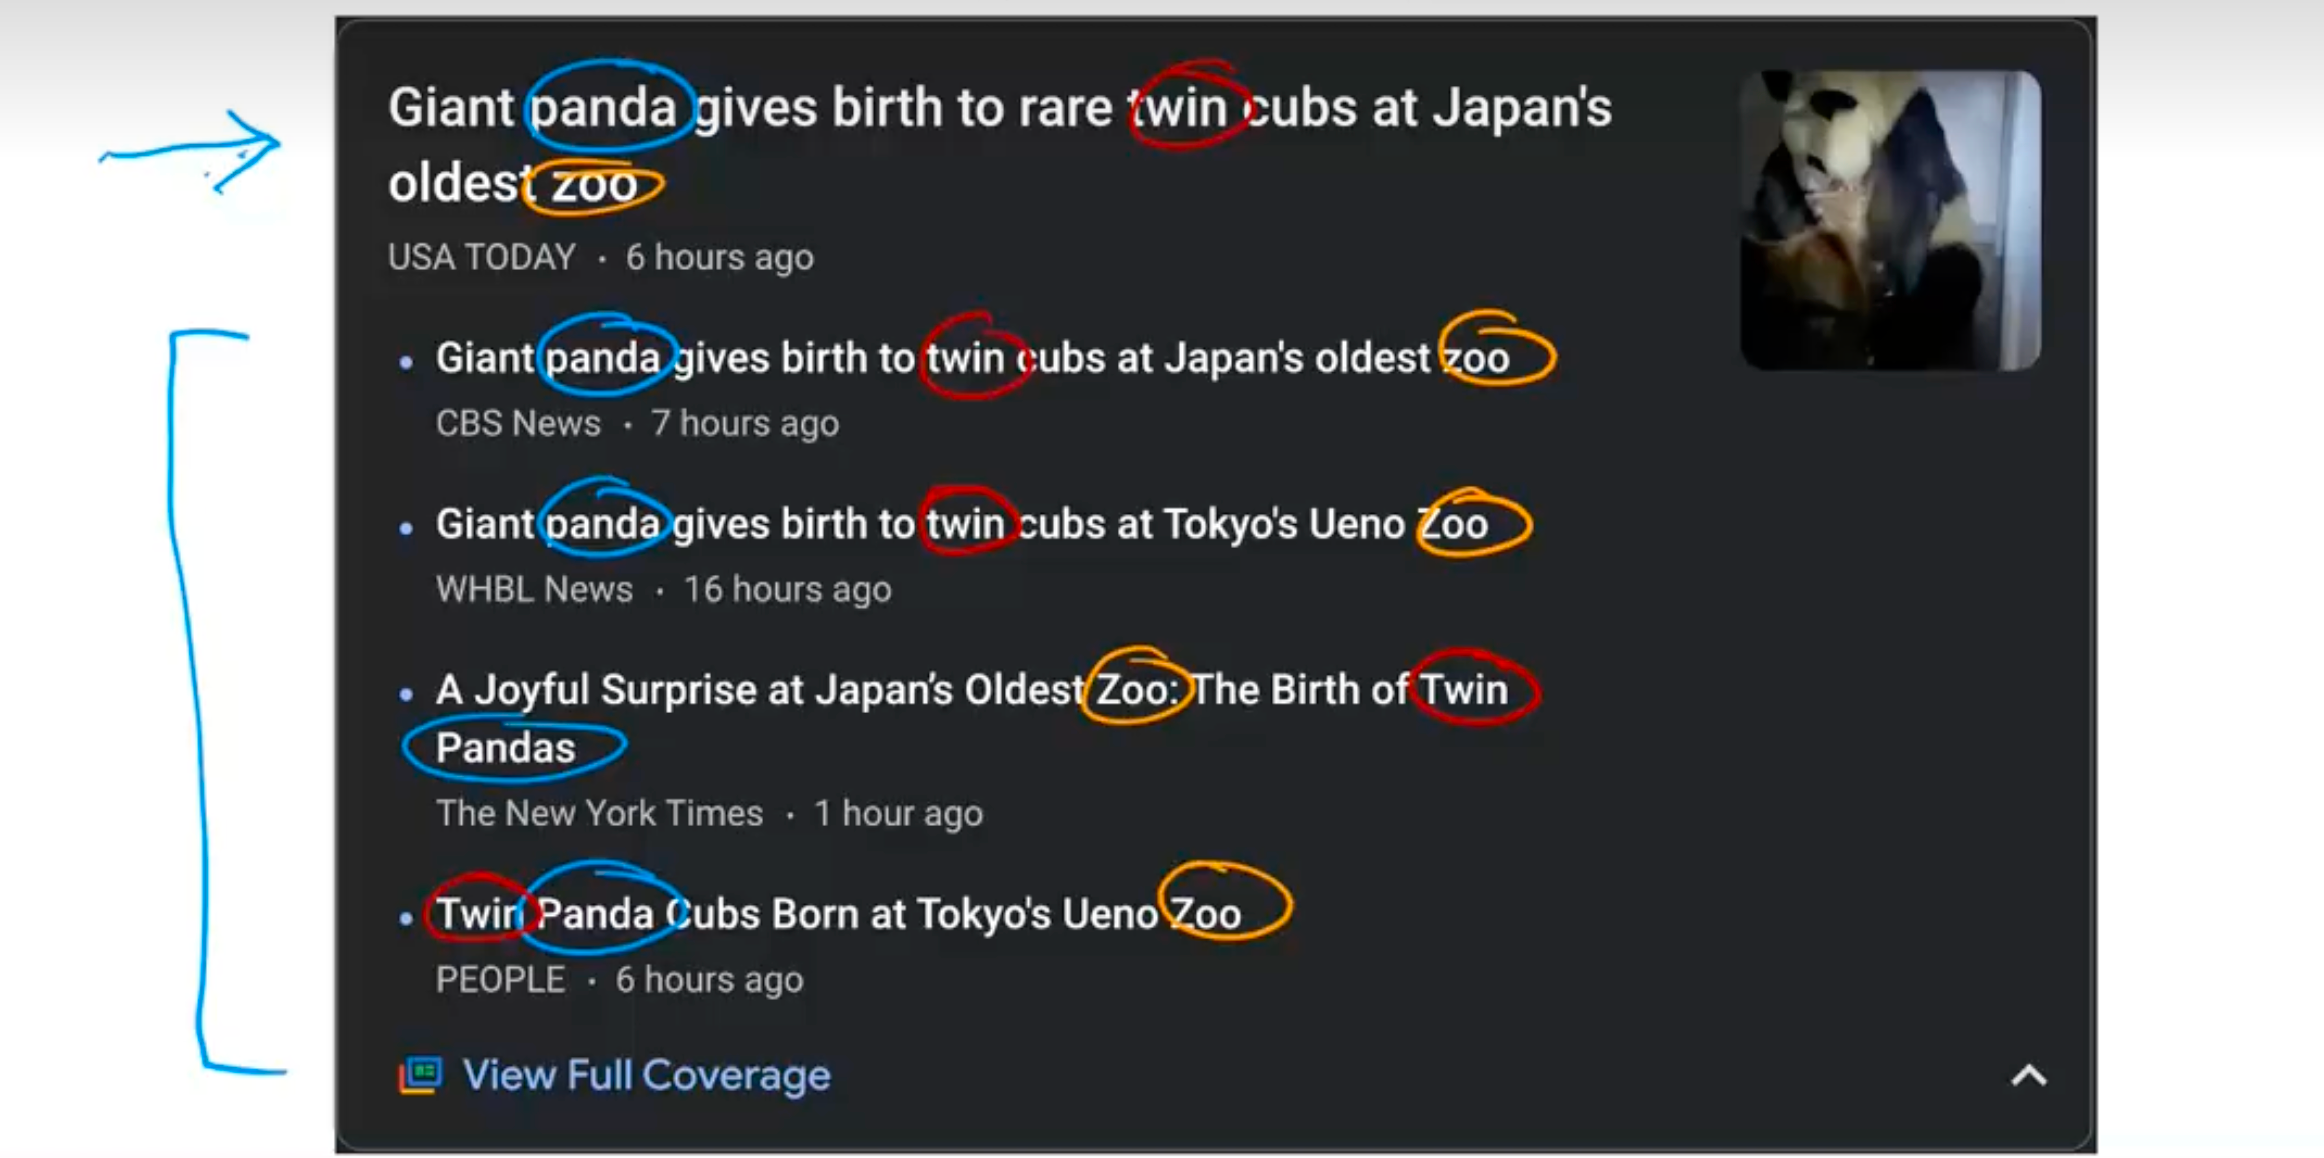 Giant panda gives birth to rare twin cubs at Japan's
oldest zoo
USA TODAY · 6 hours ago
• Giant panda gives birth to twin cubs at Japan's oldest zoo
CBS News · 7 hours ago
• Giant panda gives birth to twin cubs at Tokyo's Ueno Zoo
WHBL News · 16 hours ago
• A Joyful Surprise at Japan’s Oldest Zoo: The Birth of Twin
Pandas
The New York Times · 1 hour ago
• Twin Panda Cubs Born at Tokyo's Ueno Zoo
PEOPLE · 6 hours ago
View Full Coverage